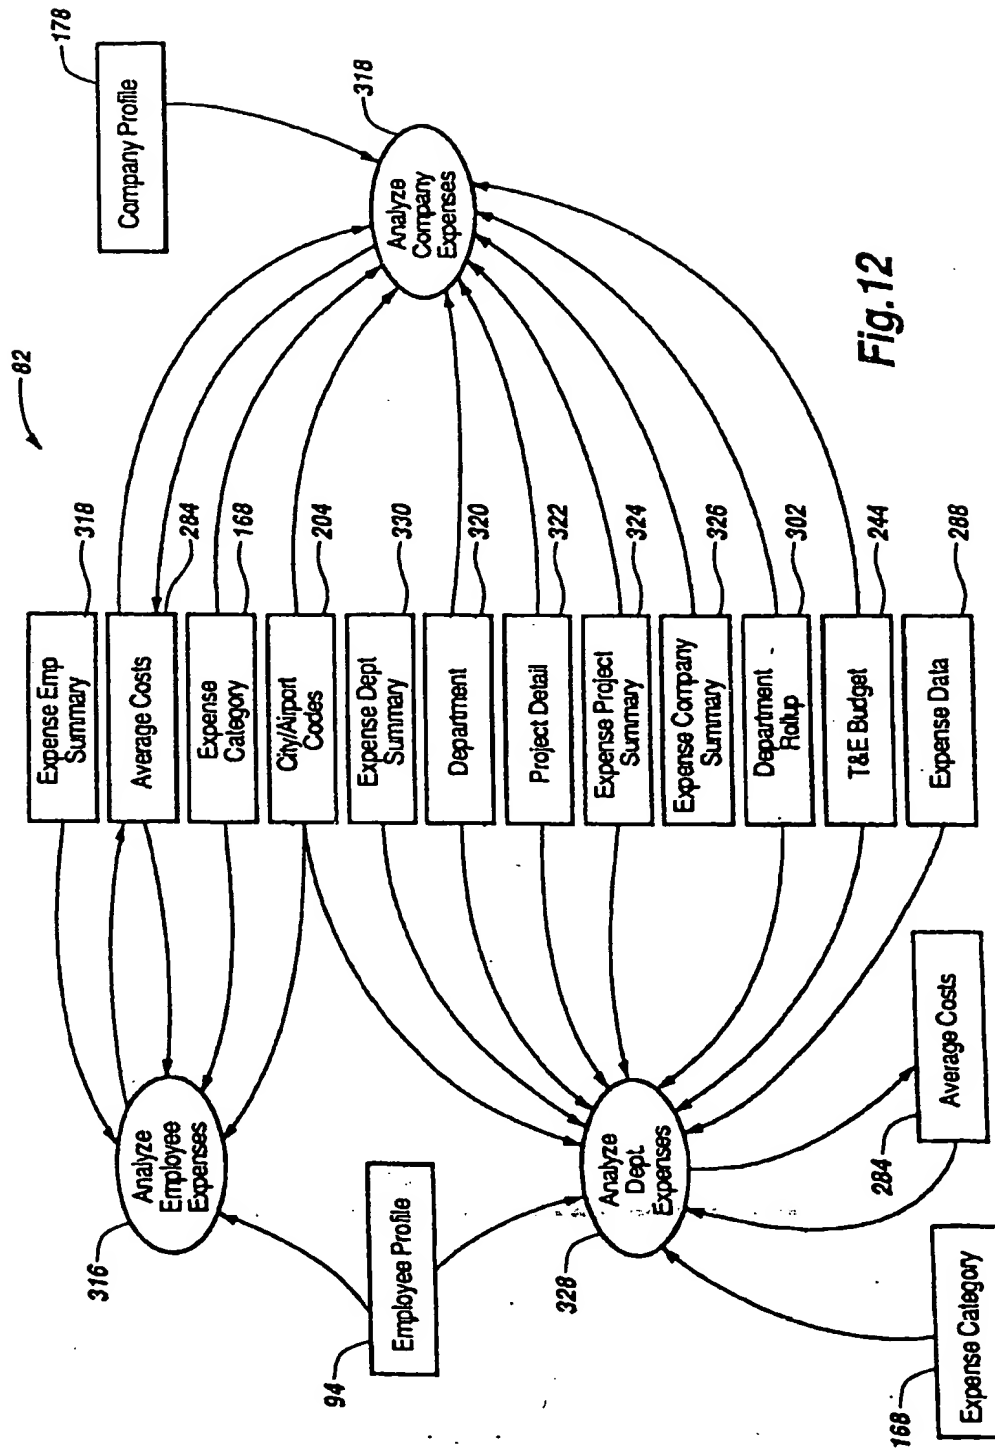 82
318
Expense Emp
Summary
284
Average Costs
168
Expense
Category
204
City/Airport
Codes
330
Expense Dept
Summary
320
Department
322
Project Detail
324
Expense Project
Summary
326
Expense Company
Summary
302
Department
Rollup
244
T&E Budget
288
Expense Data
178
Company Profile
318
Analyze
Company
Expenses
316
Analyze
Employee
Expenses
94
Employee Profile
328
Analyze
Dept.
Expenses
284
Average Costs
168
Expense Category
Fig.12